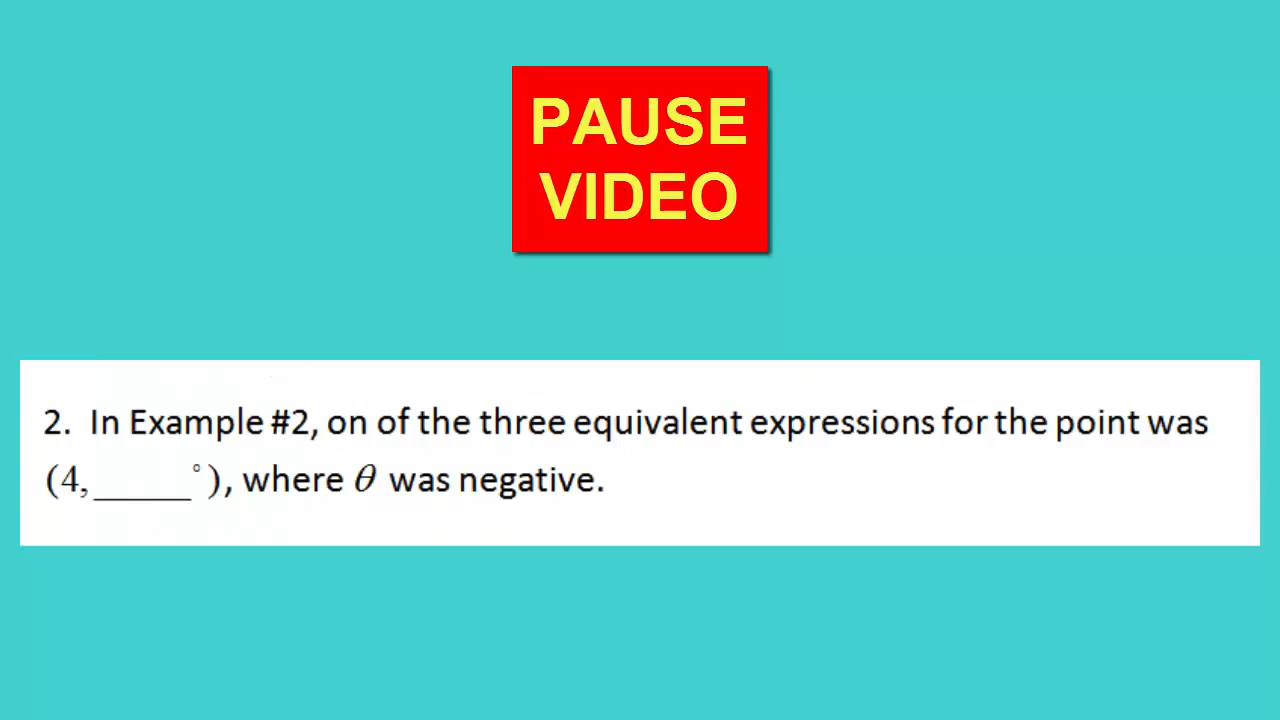 PAUSE
VIDEO
2. In Example #2, on of the three equivalent expressions for the point was
(4,_____°), where θ was negative.